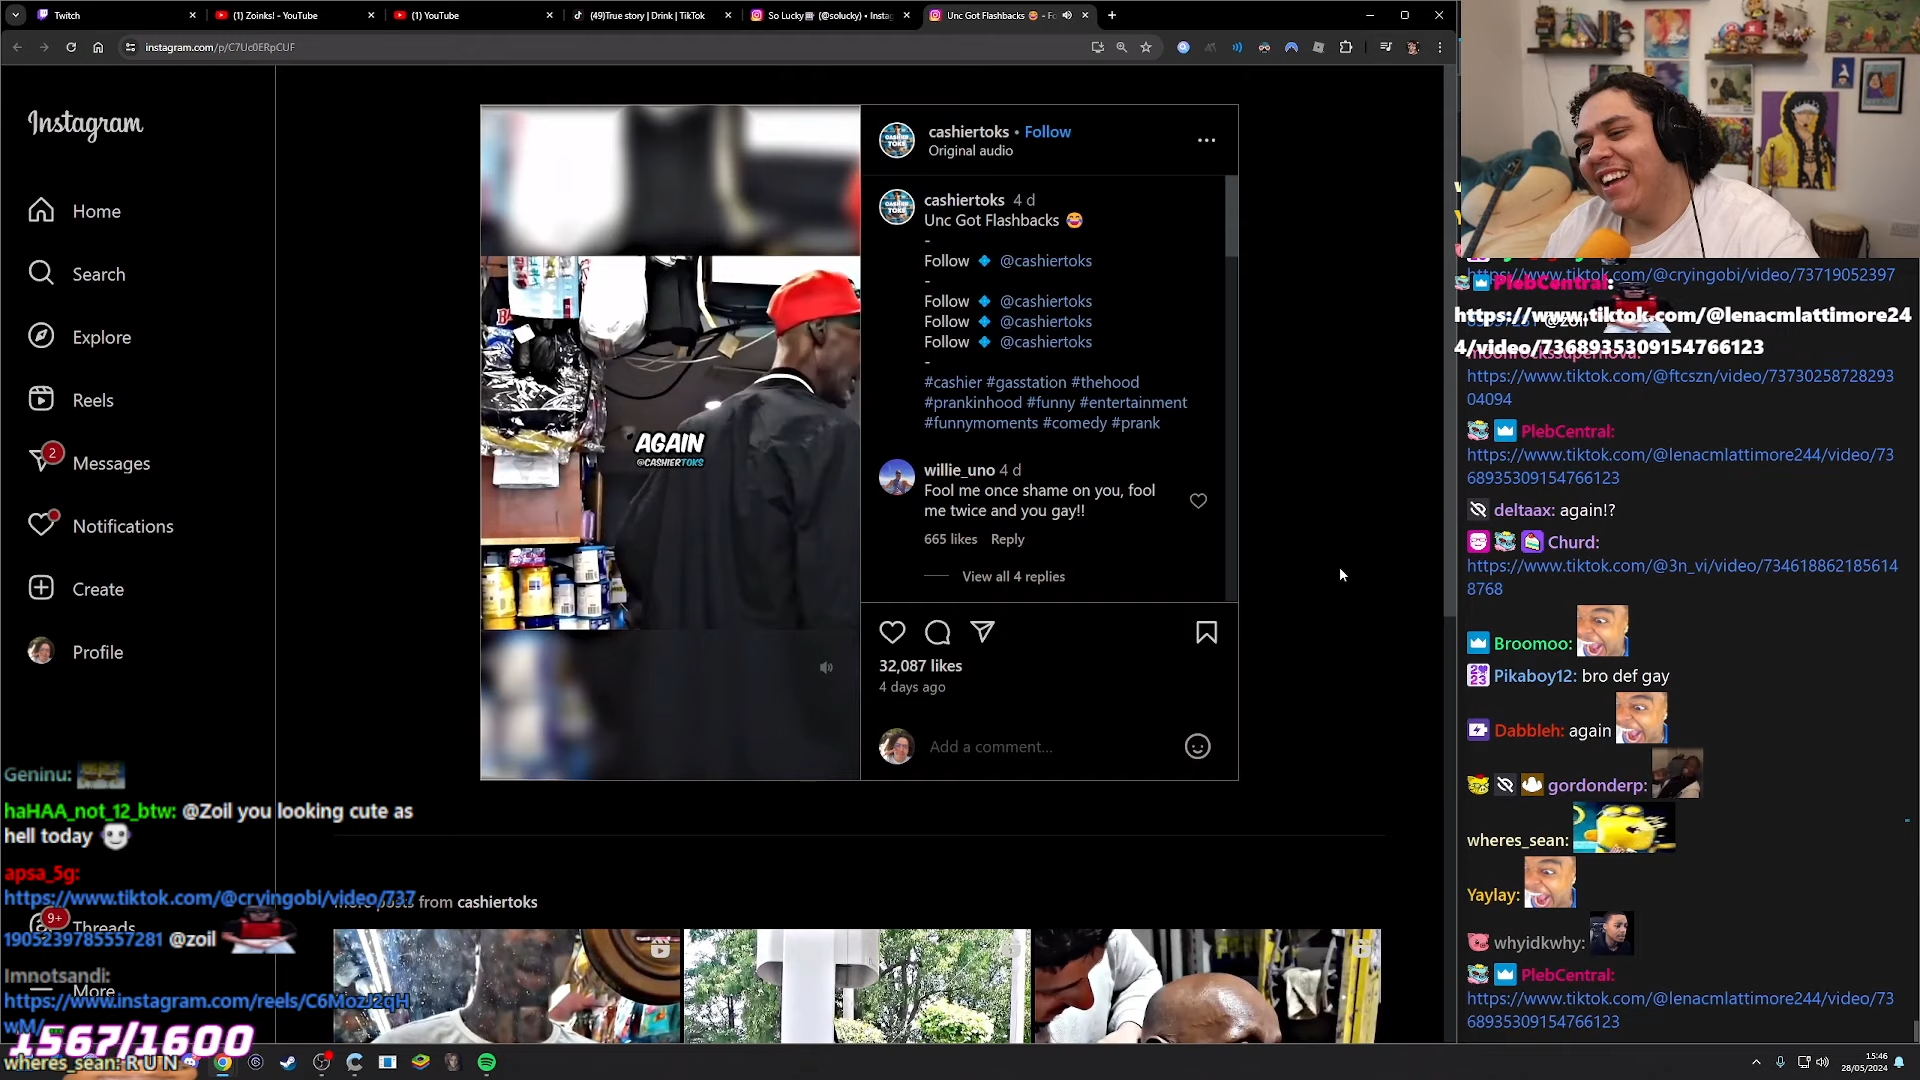 Twitch
(1) Zoinks! - YouTube
(1) YouTube
(49)True story | Drink | TikTok
So Lucky (@solucky) • Insta
Unc Got Flashbacks 😂 - Fo
instagram.com/p/C7Uc0ERpCUF
Instagram
Home
Search
Explore
Reels
2
Messages
Notifications
Create
Profile
9+
Threads
More
AGAIN
@CASHIERTOKS
cashiertoks • Follow
Original audio
cashiertoks 4 d
Unc Got Flashbacks 😂
-
Follow 💠 @cashiertoks
-
Follow 💠 @cashiertoks
Follow 💠 @cashiertoks
Follow 💠 @cashiertoks
-
#cashier #gasstation #thehood
#prankinhood #funny #entertainment
#funnymoments #comedy #prank
willie_uno 4 d
Fool me once shame on you, fool
me twice and you gay!!
665 likes Reply
View all 4 replies
32,087 likes
4 days ago
Add a comment...
More posts from cashiertoks
Geninu:
haHAA_not_12_btw: @Zoil you looking cute as
hell today
apsa_5g:
https://www.tiktok.com/@cryingobi/video/737
1905239785557281 @zoil
Imnotsandi:
https://www.instagram.com/reels/C6MozJ2qH
wM/
1567/1600
wheres_sean: R U N
https://www.tiktok.com/@cryingobi/video/73719052397
@zoil
PlebCentral:
https://www.tiktok.com/@lenacmlattimore24
4/video/7368935309154766123
moonrockssupernova:
https://www.tiktok.com/@ftcszn/video/73730258728293
04094
PlebCentral:
https://www.tiktok.com/@lenacmlattimore244/video/73
68935309154766123
deltaax: again!?
Churd:
https://www.tiktok.com/@3n_vi/video/734618862185614
8768
Broomoo:
Pikaboy12: bro def gay
Dabbleh: again
gordonderp:
wheres_sean:
Yaylay:
whyidkwhy:
PlebCentral:
https://www.tiktok.com/@lenacmlattimore244/video/73
68935309154766123
15:46
28/05/2024